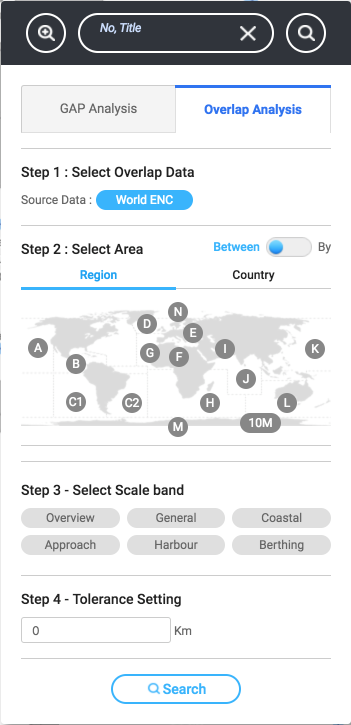 No, Title
GAP Analysis
Overlap Analysis
Step 1 : Select Overlap Data
Source Data : World ENC
Step 2 : Select Area
Between By
Region Country
N
D
E
A
G
F
I
K
B
J
C1
C2
H
L
M
10M
Step 3 - Select Scale band
Overview General Coastal
Approach Harbour Berthing
Step 4 - Tolerance Setting
0 Km
Search